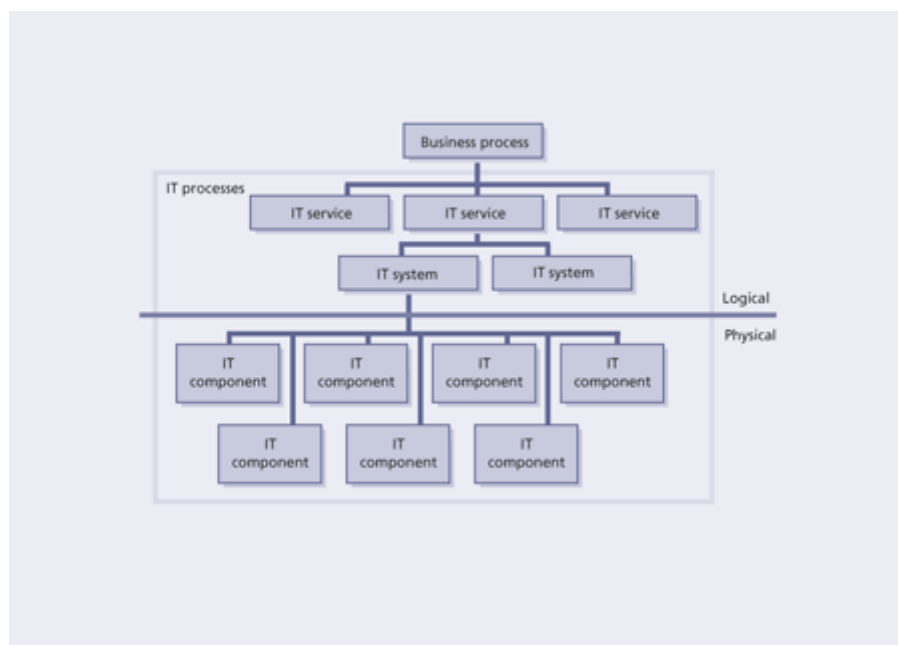 Business process
IT processes
IT service
IT service
IT service
IT system
IT system
Logical
Physical
IT
component
IT
component
IT
component
IT
component
IT
component
IT
component
IT
component